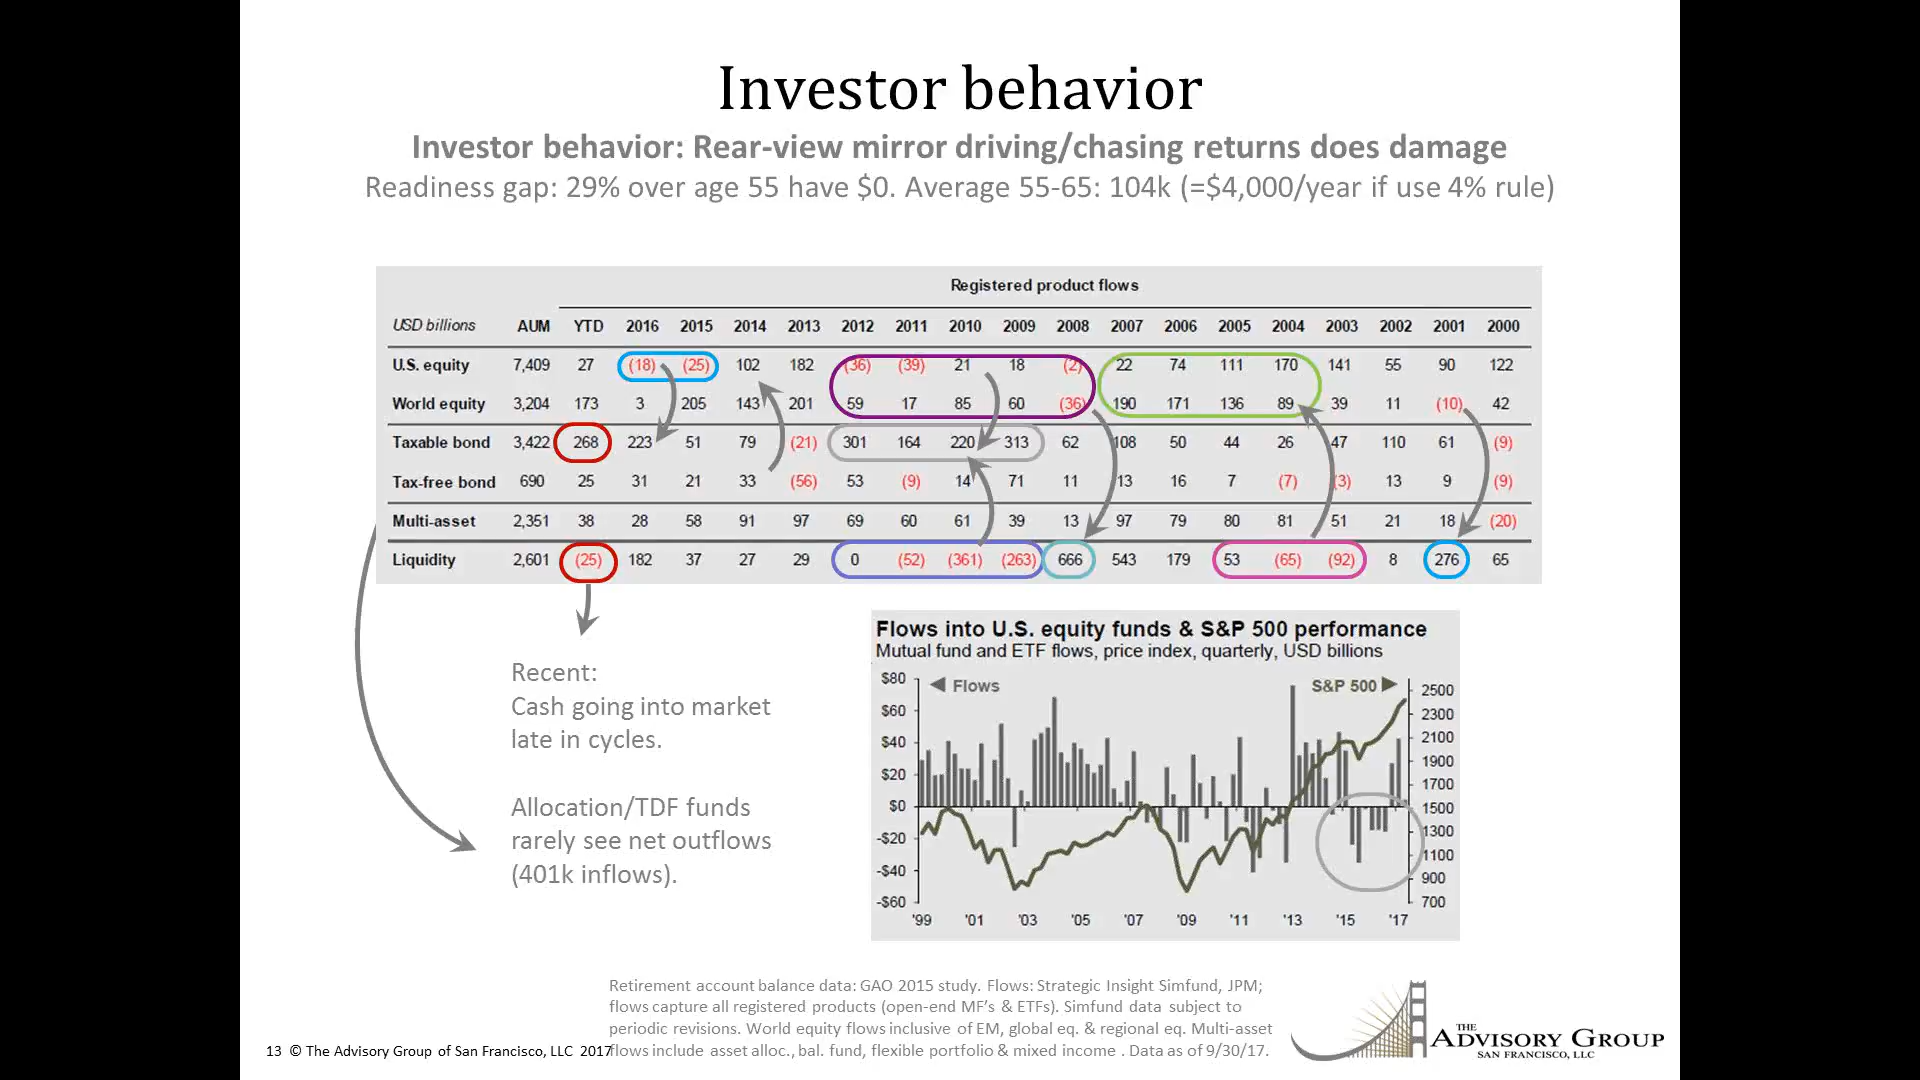 Investor behavior
Investor behavior: Rear-view mirror driving/chasing returns does damage
Readiness gap: 29% over age 55 have $0. Average 55-65: 104k (=$4,000/year if use 4% rule)
Registered product flows
USD billions AUM YTD 2016 2015 2014 2013 2012 2011 2010 2009 2008 2007 2006 2005 2004 2003 2002 2001 2000
U.S. equity 7,409 27 (18) (25) 102 182 (36) (39) 21 18 (2) 22 74 111 170 141 55 90 122
World equity 3,204 173 3 205 143 201 59 17 85 60 (36) 190 171 136 89 39 11 (10) 42
Taxable bond 3,422 268 223 51 79 (21) 301 164 220 313 62 108 50 44 26 47 110 61 (9)
Tax-free bond 690 25 31 21 33 (56) 53 (9) 14 71 11 13 16 7 (7) (3) 13 9 (9)
Multi-asset 2,351 38 28 58 91 97 69 60 61 39 13 97 79 80 81 51 21 18 (20)
Liquidity 2,601 (25) 182 37 27 29 0 (52) (361) (263) 666 543 179 53 (65) (92) 8 276 65
Recent:
Cash going into market
late in cycles.
Allocation/TDF funds
rarely see net outflows
(401k inflows).
Flows into U.S. equity funds & S&P 500 performance
Mutual fund and ETF flows, price index, quarterly, USD billions
◀ Flows S&P 500 ▶
$80
$60
$40
$20
$0
-$20
-$40
-$60
2500
2300
2100
1900
1700
1500
1300
1100
900
700
'99 '01 '03 '05 '07 '09 '11 '13 '15 '17
Retirement account balance data: GAO 2015 study. Flows: Strategic Insight Simfund, JPM;
flows capture all registered products (open-end MF's & ETFs). Simfund data subject to
periodic revisions. World equity flows inclusive of EM, global eq. & regional eq. Multi-asset
flows include asset alloc., bal. fund, flexible portfolio & mixed income . Data as of 9/30/17.
13 © The Advisory Group of San Francisco, LLC 2017
THE ADVISORY GROUP
SAN FRANCISCO, LLC